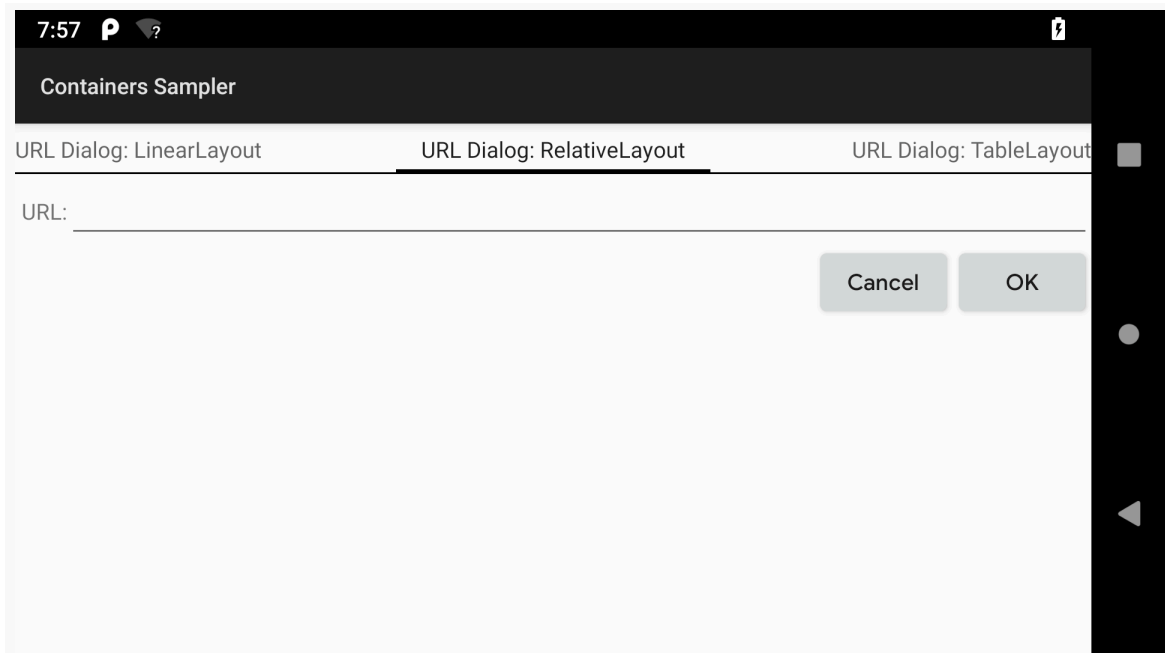 7:57
Containers Sampler
URL Dialog: LinearLayout URL Dialog: RelativeLayout URL Dialog: TableLayout
URL:
Cancel OK